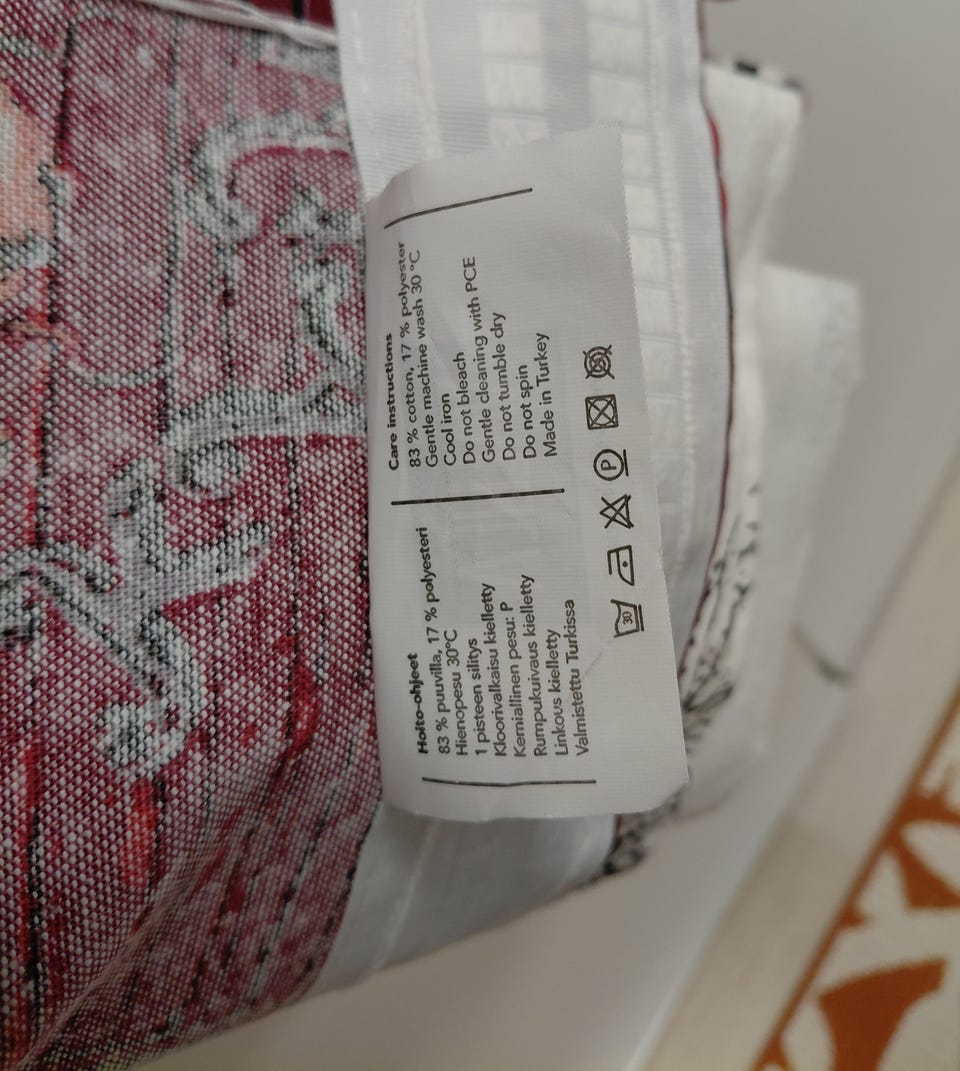 Hoito-ohjeet
83 % puuvilla, 17 % polyesteri
Hienopesu 30°C
1 pisteen silitys
Kloorivalkaisu kielletty
Kemiallinen pesu: P
Rumpukuivaus kielletty
Linkous kielletty
Valmistettu Turkissa
Care instructions
83 % cotton, 17 % polyester
Gentle machine wash 30 °C
Cool iron
Do not bleach
Gentle cleaning with PCE
Do not tumble dry
Do not spin
Made in Turkey
30 P